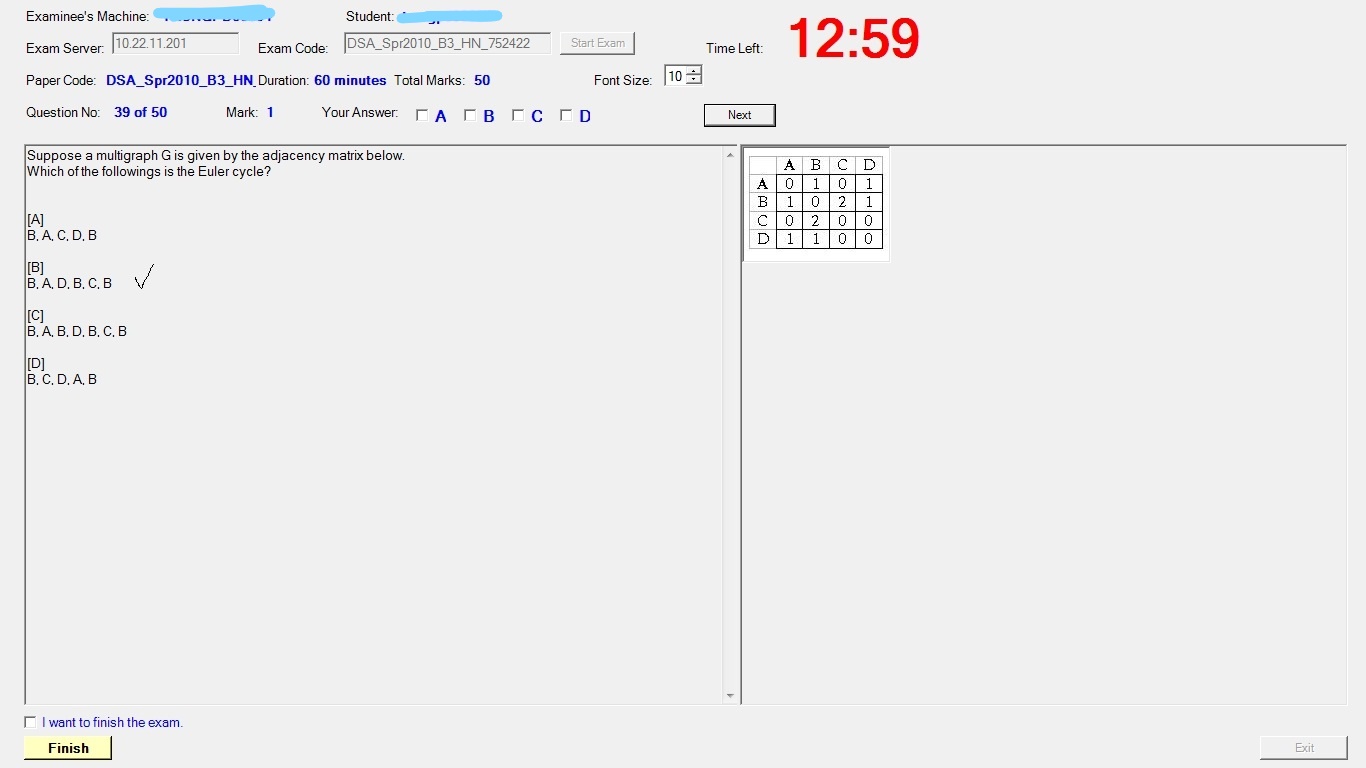 Examinee's Machine: Student:
Exam Server: 10.22.11.201 Exam Code: DSA_Spr2010_B3_HN_752422 Start Exam Time Left: 12:59
Paper Code: DSA_Spr2010_B3_HN_ Duration: 60 minutes Total Marks: 50 Font Size: 10
Question No: 39 of 50 Mark: 1 Your Answer: A B C D Next
Suppose a multigraph G is given by the adjacency matrix below.
Which of the followings is the Euler cycle?
[A]
B, A, C, D, B
[B]
B, A, D, B, C, B
[C]
B, A, B, D, B, C, B
[D]
B, C, D, A, B
A B C D
A 0 1 0 1
B 1 0 2 1
C 0 2 0 0
D 1 1 0 0
I want to finish the exam.
Finish Exit